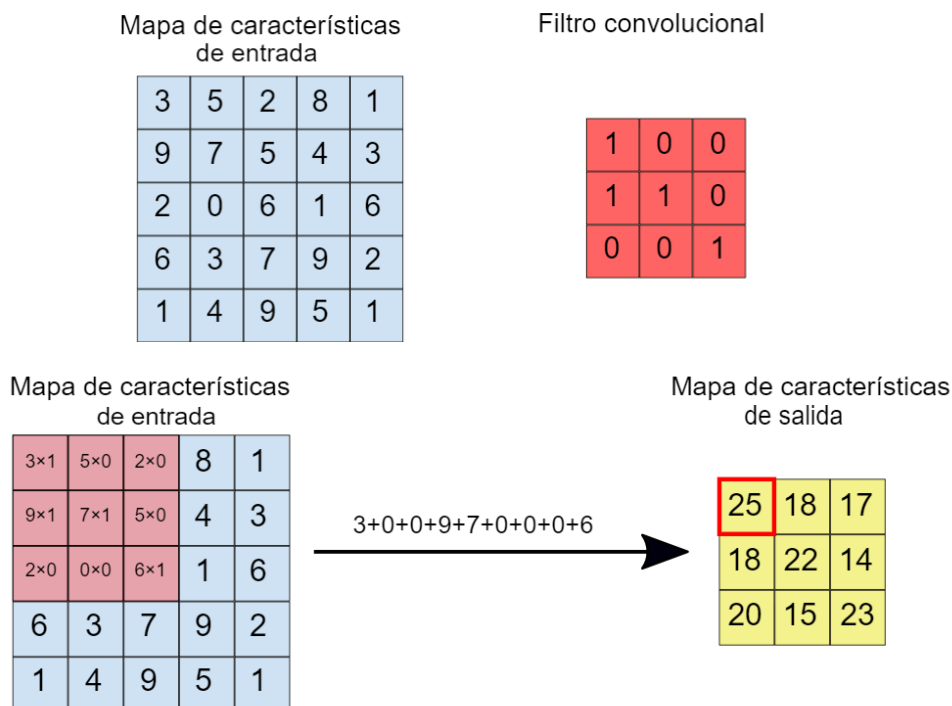 Mapa de características
de entrada
3 5 2 8 1
9 7 5 4 3
2 0 6 1 6
6 3 7 9 2
1 4 9 5 1
Filtro convolucional
1 0 0
1 1 0
0 0 1
Mapa de características
de entrada
3×1 5×0 2×0 8 1
9×1 7×1 5×0 4 3
2×0 0×0 6×1 1 6
6 3 7 9 2
1 4 9 5 1
3+0+0+9+7+0+0+0+6
Mapa de características
de salida
25 18 17
18 22 14
20 15 23